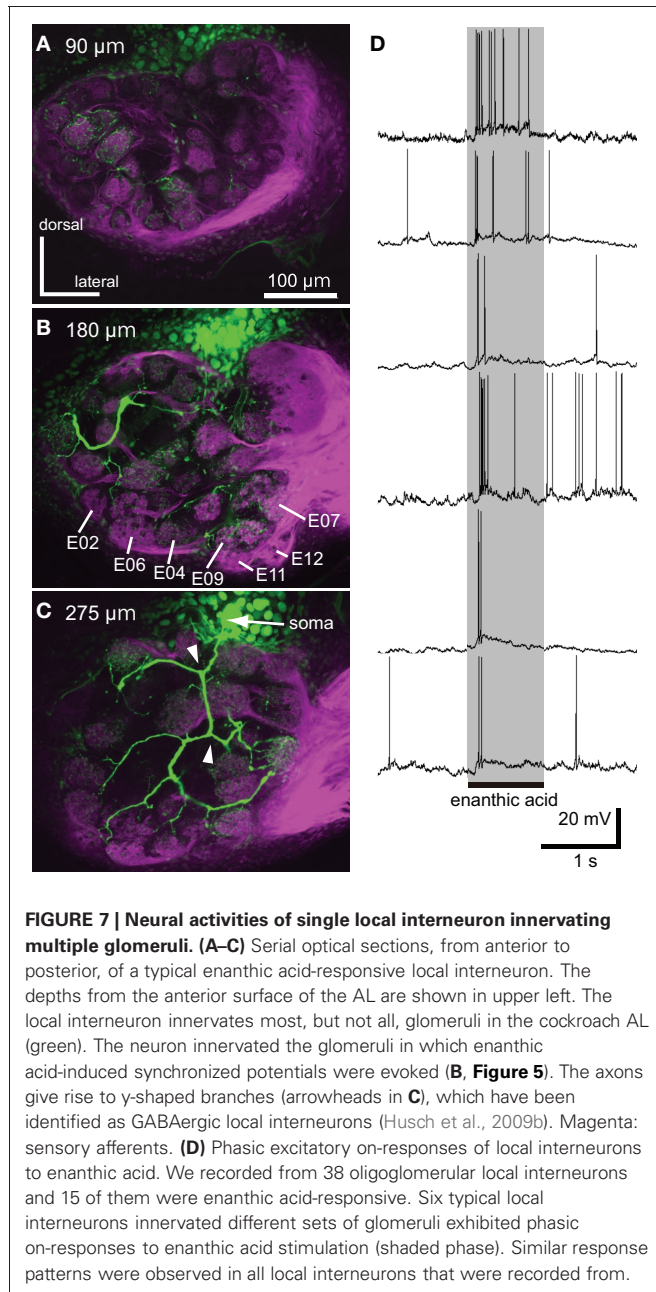 A 90 µm
D
dorsal
lateral
100 µm
B 180 µm
E02
E06
E04
E09
E11
E12
E07
C 275 µm
soma
enanthic acid
20 mV
1 s
FIGURE 7 | Neural activities of single local interneuron innervating
multiple glomeruli. (A–C) Serial optical sections, from anterior to
posterior, of a typical enanthic acid-responsive local interneuron. The
depths from the anterior surface of the AL are shown in upper left. The
local interneuron innervates most, but not all, glomeruli in the cockroach AL
(green). The neuron innervated the glomeruli in which enanthic
acid-induced synchronized potentials were evoked (B, Figure 5). The axons
give rise to y-shaped branches (arrowheads in C), which have been
identified as GABAergic local interneurons (Husch et al., 2009b). Magenta:
sensory afferents. (D) Phasic excitatory on-responses of local interneurons
to enanthic acid. We recorded from 38 oligoglomerular local interneurons
and 15 of them were enanthic acid-responsive. Six typical local
interneurons innervated different sets of glomeruli exhibited phasic
on-responses to enanthic acid stimulation (shaded phase). Similar response
patterns were observed in all local interneurons that were recorded from.